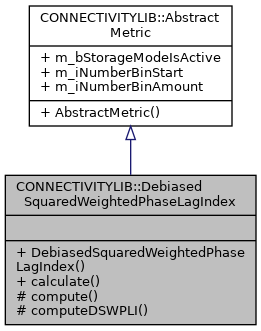 CONNECTIVITYLIB::Abstract
Metric
+ m_bStorageModeIsActive
+ m_iNumberBinStart
+ m_iNumberBinAmount
+ AbstractMetric()
CONNECTIVITYLIB::Debiased
SquaredWeightedPhaseLagIndex
+ DebiasedSquaredWeightedPhase
LagIndex()
+ calculate()
# compute()
# computeDSWPLI()